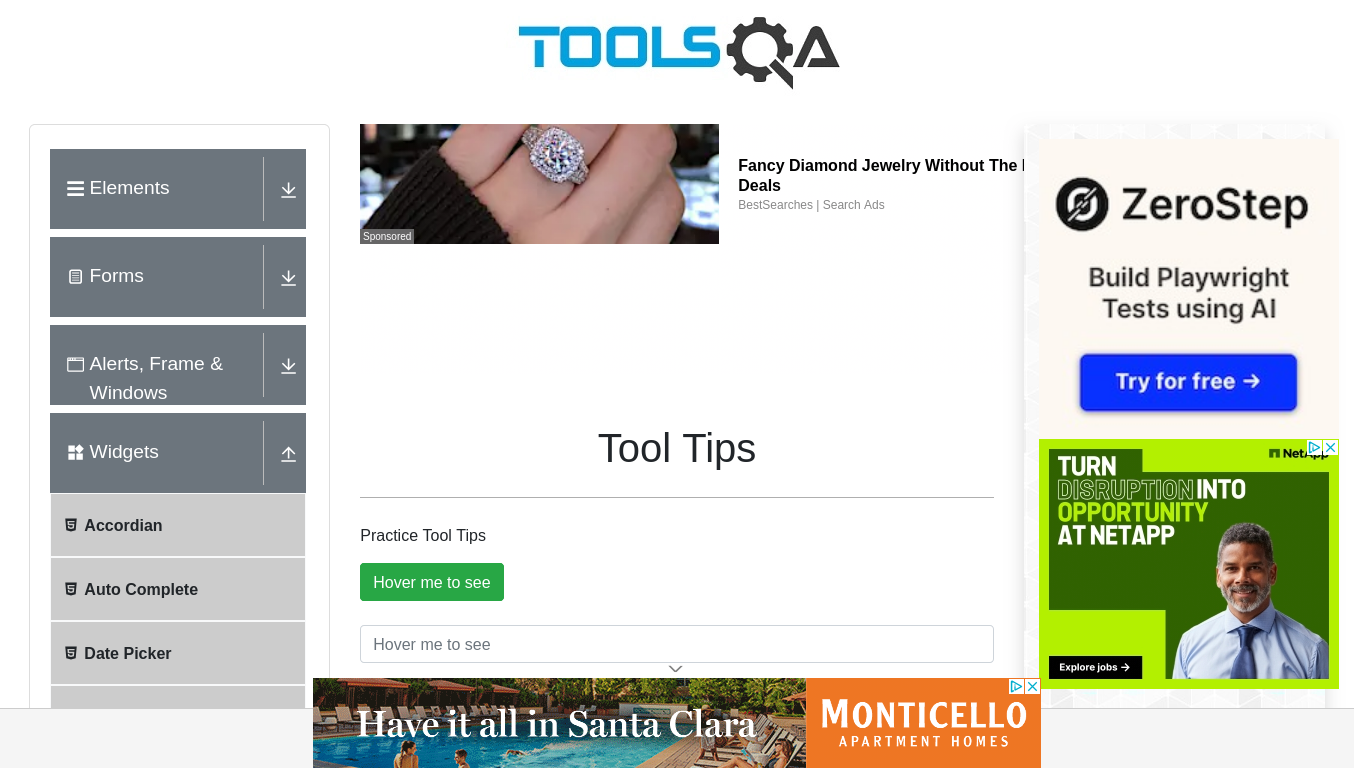 TOOLSQA
Elements
Forms
Alerts, Frame &
Windows
Widgets
Accordian
Auto Complete
Date Picker
Sponsored
Fancy Diamond Jewelry Without The
Deals
BestSearches | Search Ads
Tool Tips
Practice Tool Tips
Hover me to see
Hover me to see
ZeroStep
Build Playwright
Tests using AI
Try for free →
NetApp
TURN
DISRUPTION INTO
OPPORTUNITY
AT NETAPP
Explore jobs →
Have it all in Santa Clara
MONTICELLO
APARTMENT HOMES